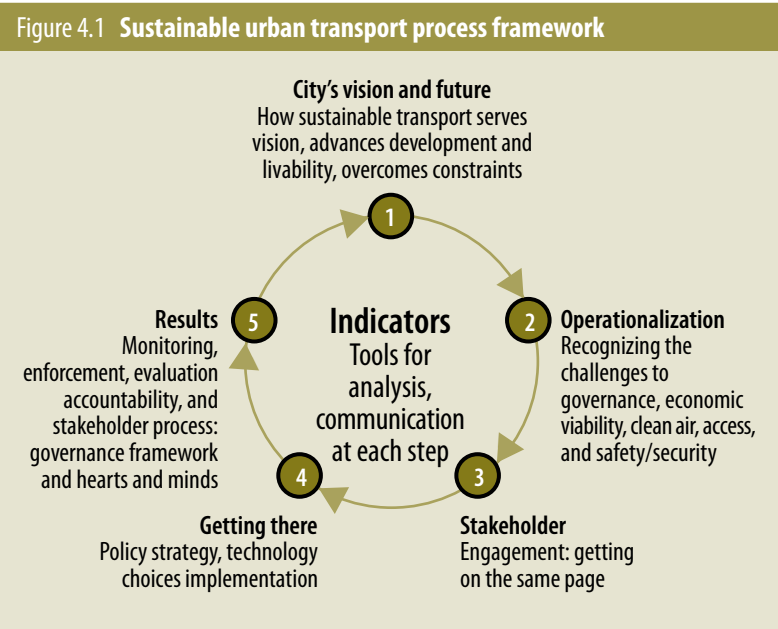 Figure 4.1 Sustainable urban transport process framework
City's vision and future
How sustainable transport serves
vision, advances development and
livability, overcomes constraints
1
2
Operationalization
Recognizing the
challenges to
governance, economic
viability, clean air, access,
and safety/security
3
Stakeholder
Engagement: getting
on the same page
4
Getting there
Policy strategy, technology
choices implementation
5
Results
Monitoring,
enforcement, evaluation
accountability, and
stakeholder process:
governance framework
and hearts and minds
Indicators
Tools for
analysis,
communication
at each step